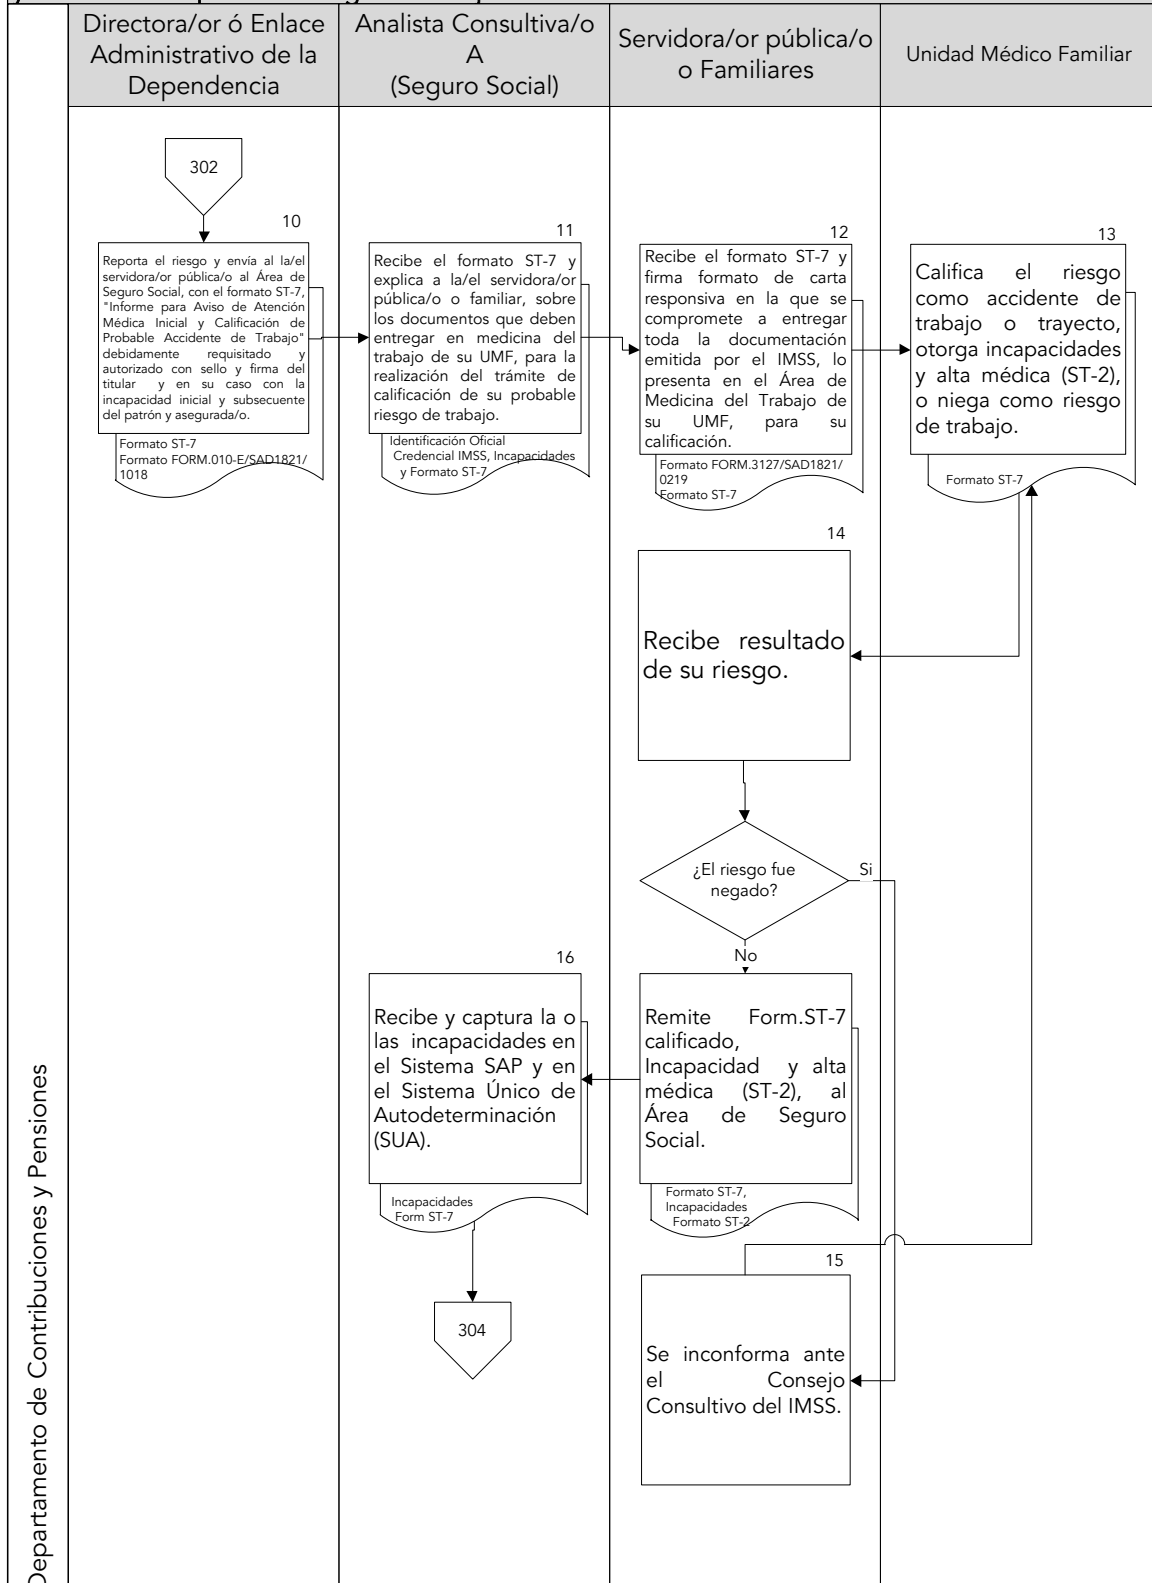 Directora/or ó Enlace
Administrativo de la
Dependencia
Analista Consultiva/o
A
(Seguro Social)
Servidora/or pública/o
o Familiares
Unidad Médico Familiar
302
10
Reporta el riesgo y envía al la/el
servidora/or pública/o al Área de
Seguro Social, con el formato ST-7,
"Informe para Aviso de Atención
Médica Inicial y Calificación de
Probable Accidente de Trabajo"
debidamente requisitado y
autorizado con sello y firma del
titular y en su caso con la
incapacidad inicial y subsecuente
del patrón y asegurada/o.
Formato ST-7
Formato FORM.010-E/SAD1821/
1018
11
Recibe el formato ST-7 y
explica a la/el servidora/or
pública/o o familiar, sobre
los documentos que deben
entregar en medicina del
trabajo de su UMF, para la
realización del trámite de
calificación de su probable
riesgo de trabajo.
Identificación Oficial
Credencial IMSS, Incapacidades
y Formato ST-7
12
Recibe el formato ST-7 y
firma formato de carta
responsiva en la que se
compromete a entregar
toda la documentación
emitida por el IMSS, lo
presenta en el Área de
Medicina del Trabajo de
su UMF, para su
calificación.
Formato FORM.3127/SAD1821/
0219
Formato ST-7
13
Califica el riesgo
como accidente de
trabajo o trayecto,
otorga incapacidades
y alta médica (ST-2),
o niega como riesgo
de trabajo.
Formato ST-7
14
Recibe resultado
de su riesgo.
¿El riesgo fue
negado?
Si
No
16
Recibe y captura la o
las incapacidades en
el Sistema SAP y en
el Sistema Único de
Autodeterminación
(SUA).
Incapacidades
Form ST-7
Remite Form.ST-7
calificado,
Incapacidad y alta
médica (ST-2), al
Área de Seguro
Social.
Formato ST-7,
Incapacidades
Formato ST-2
15
Se inconforma ante
el Consejo
Consultivo del IMSS.
304
Departamento de Contribuciones y Pensiones